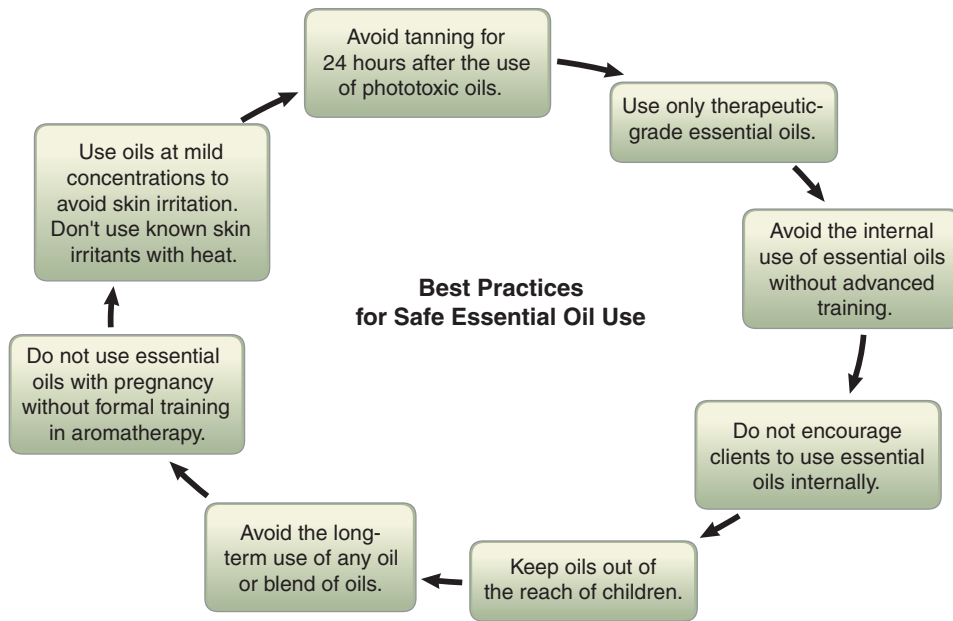 Avoid tanning for
24 hours after the use
of phototoxic oils.
Use only therapeutic-
grade essential oils.
Avoid the internal
use of essential oils
without advanced
training.
Do not encourage
clients to use essential
oils internally.
Keep oils out of
the reach of children.
Avoid the long-
term use of any oil
or blend of oils.
Do not use essential
oils with pregnancy
without formal training
in aromatherapy.
Use oils at mild
concentrations to
avoid skin irritation.
Don't use known skin
irritants with heat.
Best Practices
for Safe Essential Oil Use